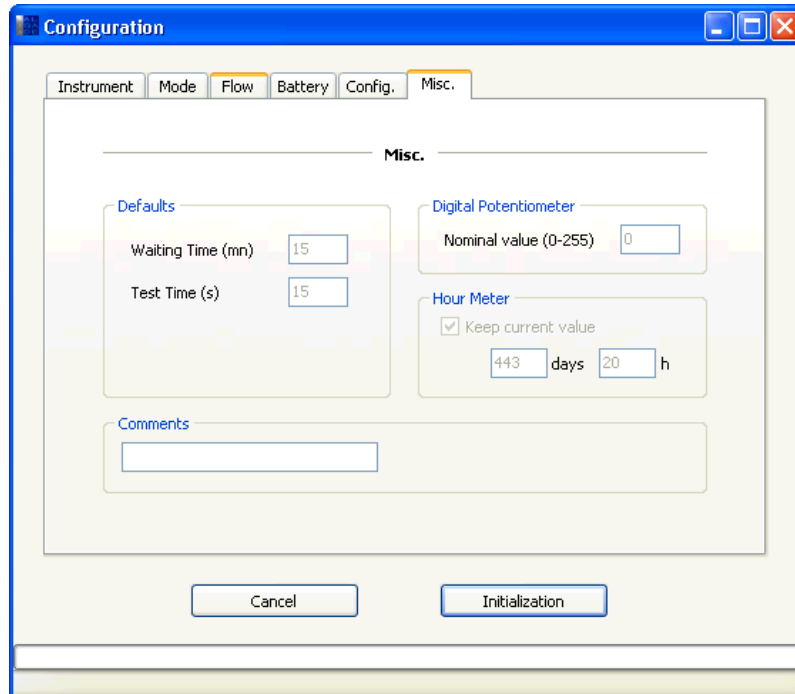 Configuration
Instrument Mode Flow Battery Config. Misc.
Misc.
Defaults
Waiting Time (mn) 15
Test Time (s) 15
Digital Potentiometer
Nominal value (0-255) 0
Hour Meter
Keep current value
443 days 20 h
Comments
Cancel Initialization